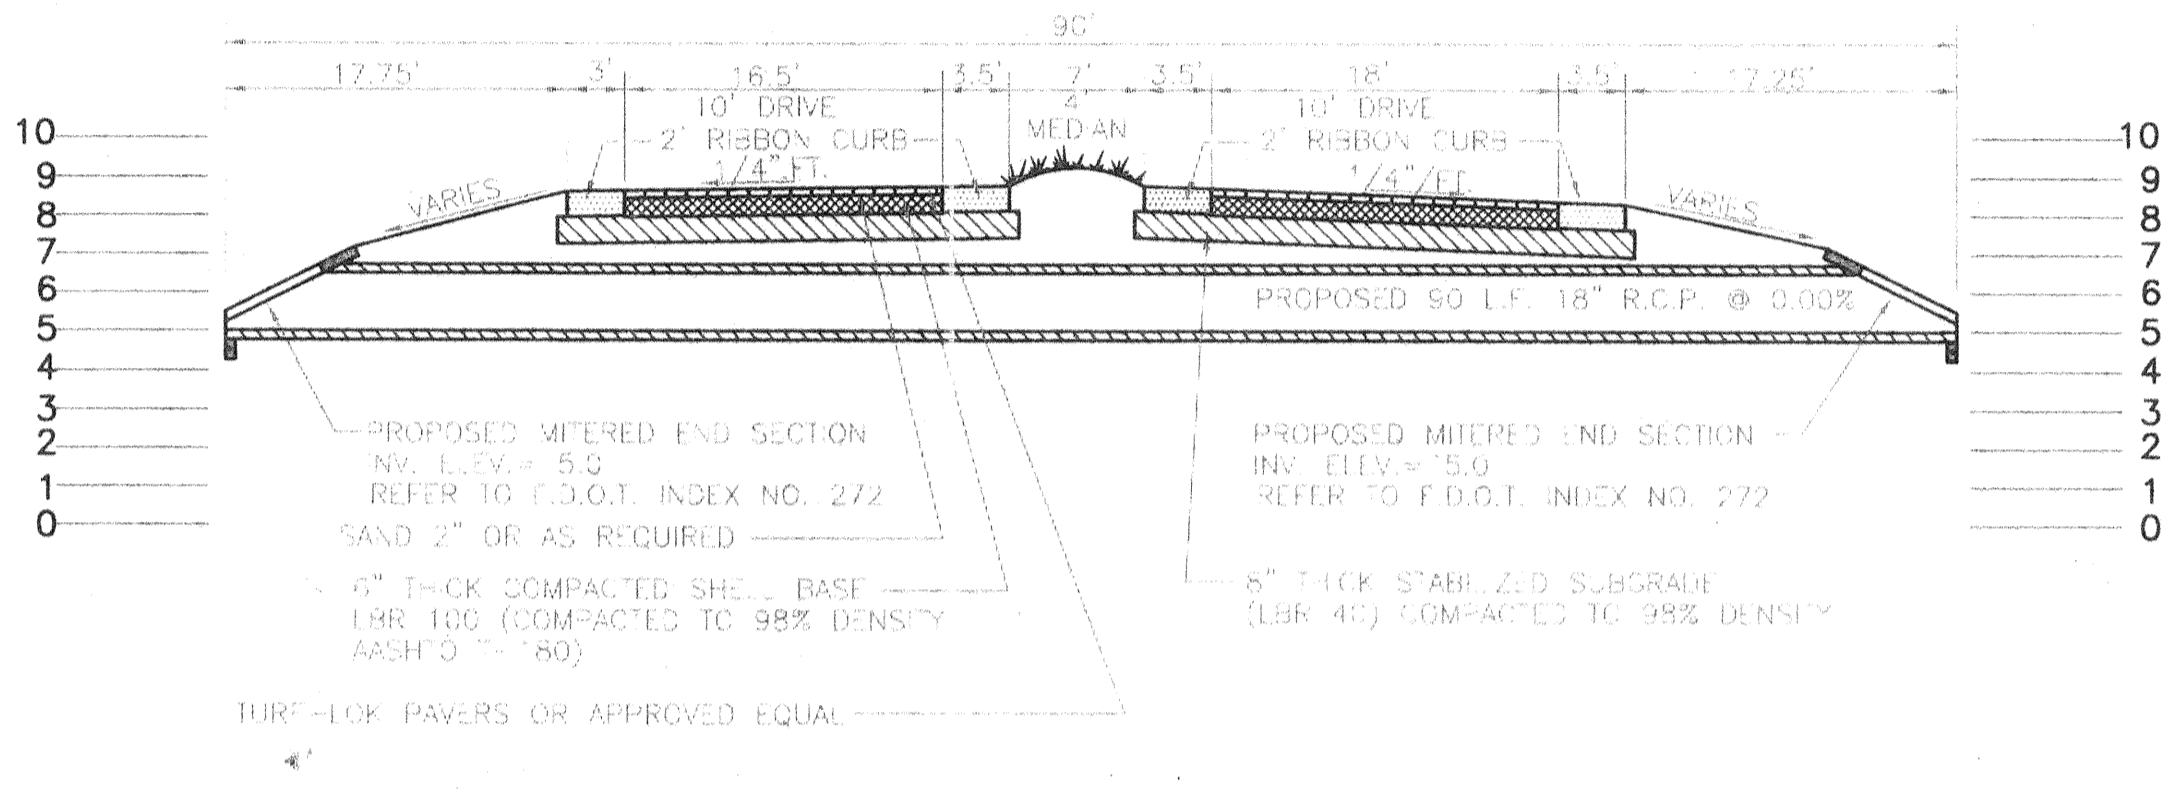 90'
17.75' 3' 16.5' 3.5' 7' 3.5' 18' 3.5' 17.25'
10' DRIVE 4' 10' DRIVE
2' RIBBON CURB MEDIAN 2' RIBBON CURB
1/4" FT. 1/4"/FT.
VARIES VARIES
10 10
9 9
8 8
7 7
6 6
5 5
4 4
3 3
2 2
1 1
0 0
PROPOSED 90 L.F. 18" R.C.P. @ 0.00%
PROPOSED MITERED END SECTION
INV. ELEV.= 5.0
REFER TO F.D.O.T. INDEX NO. 272
SAND 2" OR AS REQUIRED
6" THICK COMPACTED SHELL BASE
LBR 100 (COMPACTED TO 98% DENSITY
AASHTO T-180)
TURF-LOK PAVERS OR APPROVED EQUAL
PROPOSED MITERED END SECTION
INV. ELEV.= 5.0
REFER TO F.D.O.T. INDEX NO. 272
THICK STABILIZED SUBGRADE
(LBR 40) COMPACTED TO 98% DENSITY